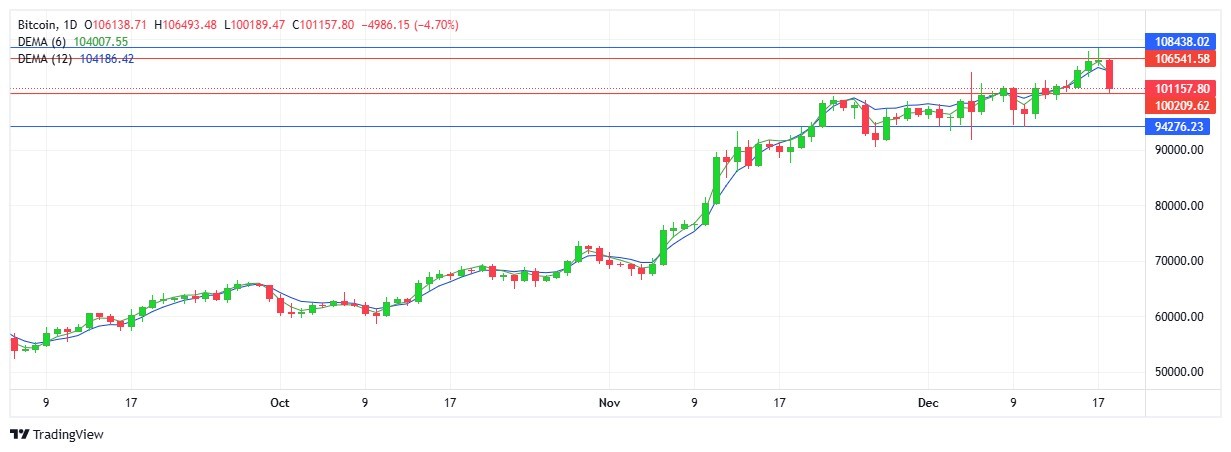 Bitcoin, 1D O106138.71 H106493.48 L100189.47 C101157.80 −4986.15 (−4.70%)
DEMA (6) 104007.55
DEMA (12) 104186.42
108438.02
106541.58
101157.80
100209.62
94276.23
90000.00
80000.00
70000.00
60000.00
50000.00
9 17 Oct 9 17 Nov 9 17 Dec 9 17
TradingView